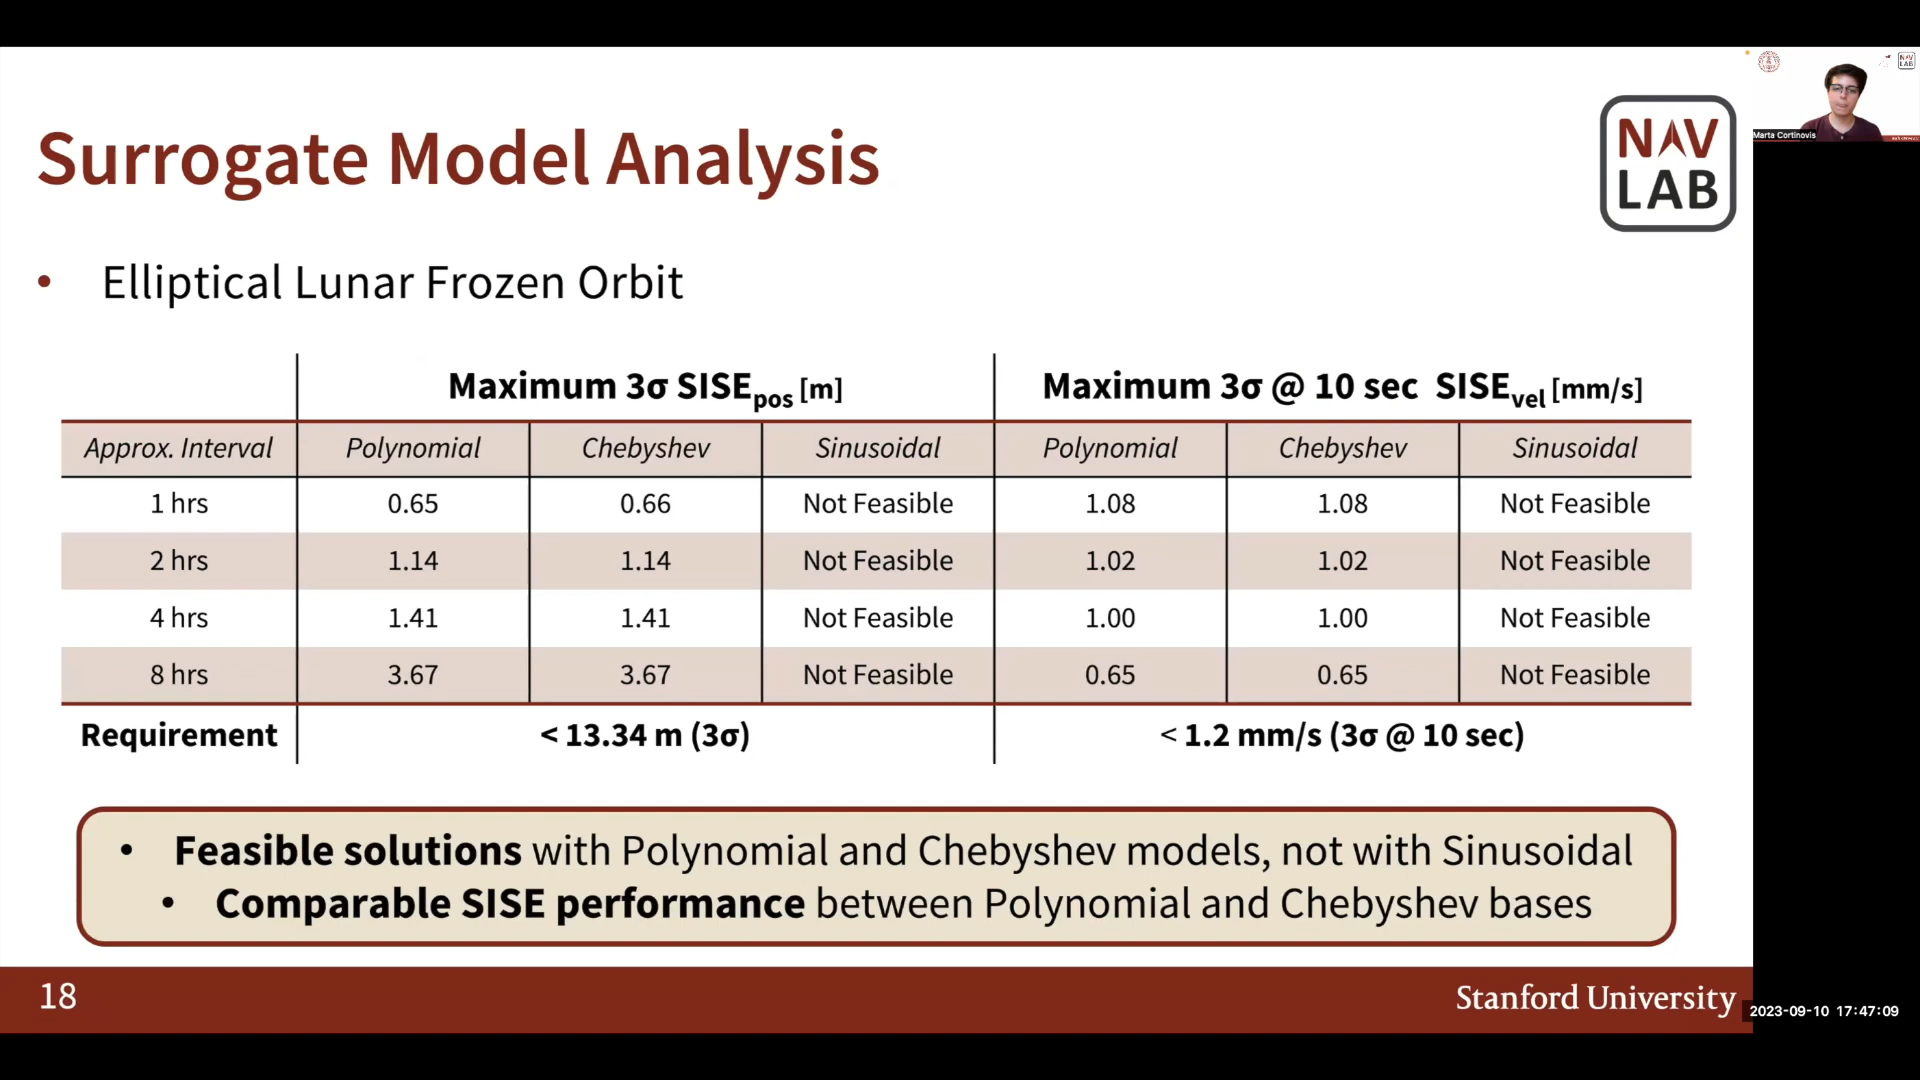 Surrogate Model Analysis
NAV
LAB
NAV
LAB
Marta Cortinovis
• Elliptical Lunar Frozen Orbit
Maximum 3σ SISEpos [m] Maximum 3σ @ 10 sec SISEvel [mm/s]
Approx. Interval Polynomial Chebyshev Sinusoidal Polynomial Chebyshev Sinusoidal
1 hrs 0.65 0.66 Not Feasible 1.08 1.08 Not Feasible
2 hrs 1.14 1.14 Not Feasible 1.02 1.02 Not Feasible
4 hrs 1.41 1.41 Not Feasible 1.00 1.00 Not Feasible
8 hrs 3.67 3.67 Not Feasible 0.65 0.65 Not Feasible
Requirement < 13.34 m (3σ) < 1.2 mm/s (3σ @ 10 sec)
• Feasible solutions with Polynomial and Chebyshev models, not with Sinusoidal
• Comparable SISE performance between Polynomial and Chebyshev bases
18
Stanford University
2023-09-10 17:47:09